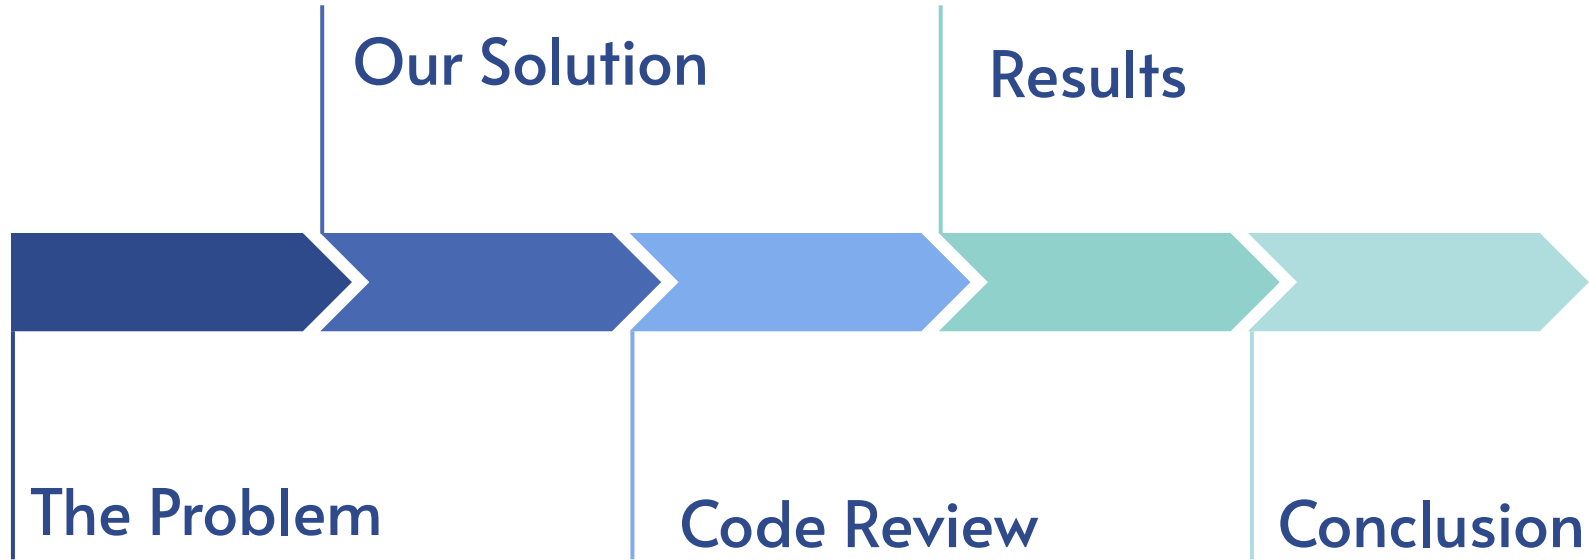 Our Solution
Results
The Problem
Code Review
Conclusion